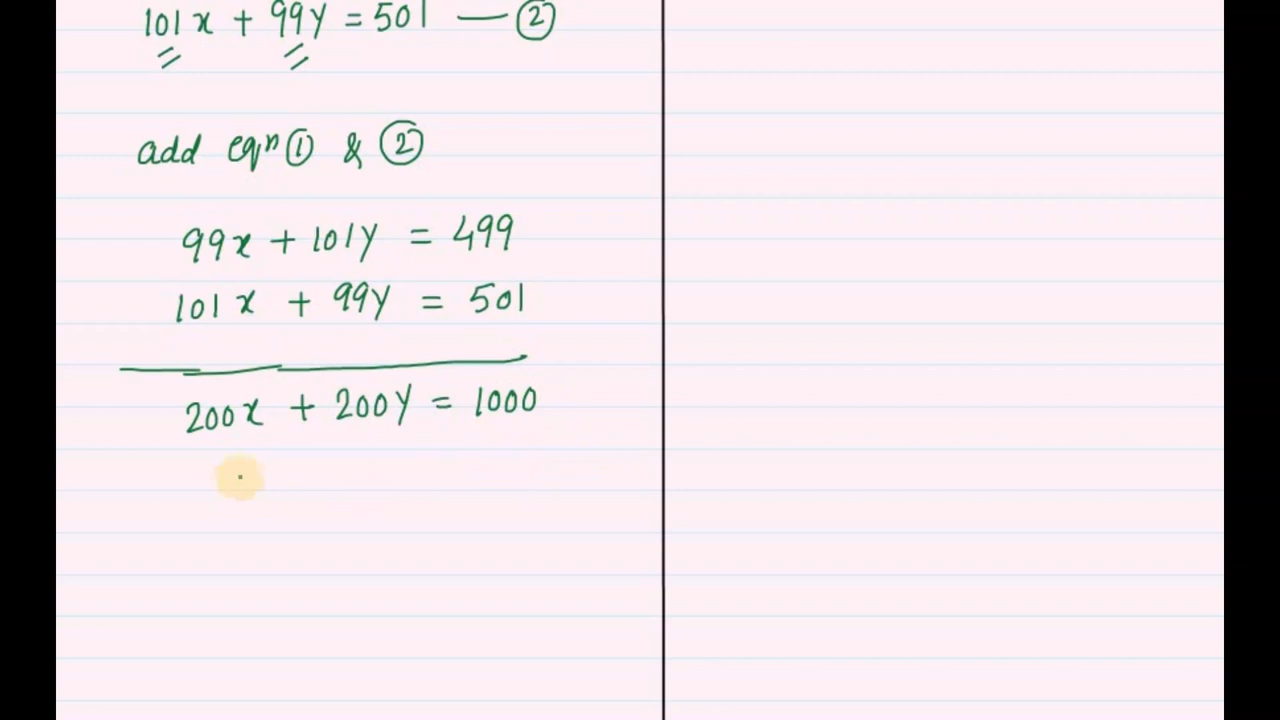 101x + 99y = 501 — ②
add eqⁿ ① & ②
99x + 101y = 499
101x + 99y = 501
200x + 200y = 1000